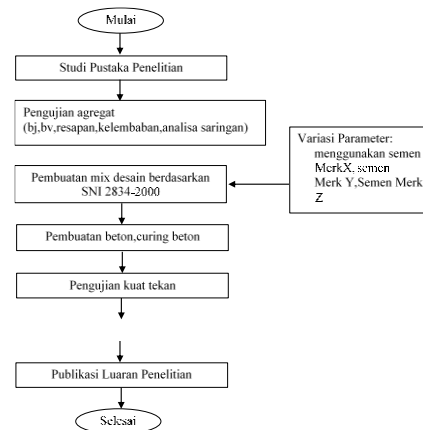 Mulai
Studi Pustaka Penelitian
Pengujian agregat
(bj,bv,resapan,kelembaban,analisa saringan)
Variasi Parameter:
menggunakan semen
MerkX, semen
Merk Y,Semen Merk
Z
Pembuatan mix desain berdasarkan
SNI 2834-2000
Pembuatan beton,curing beton
Pengujian kuat tekan
Publikasi Luaran Penelitian
Selesai